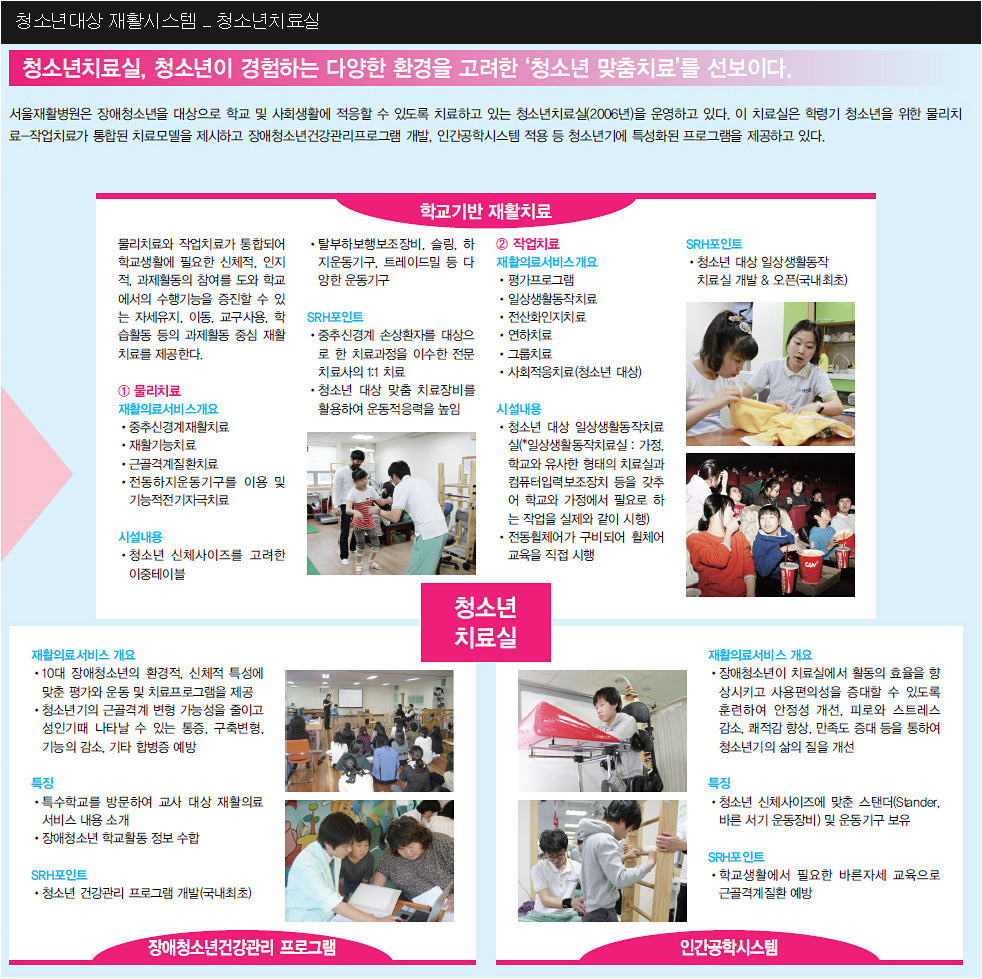 청소년대상 재활시스템 _ 청소년치료실
청소년치료실, 청소년이 경험하는 다양한 환경을 고려한 ‘청소년 맞춤치료’를 선보이다.
서울재활병원은 장애청소년을 대상으로 학교 및 사회생활에 적응할 수 있도록 치료하고 있는 청소년치료실(2006년)을 운영하고 있다. 이 치료실은 학령기 청소년을 위한 물리치
료-작업치료가 통합된 치료모델을 제시하고 장애청소년건강관리프로그램 개발, 인간공학시스템 적용 등 청소년기에 특성화된 프로그램을 제공하고 있다.
학교기반 재활치료
물리치료와 작업치료가 통합되어
학교생활에 필요한 신체적, 인지
적, 과제활동의 참여를 도와 학교
에서의 수행기능을 증진할 수 있
는 자세유지, 이동, 교구사용, 학
습활동 등의 과제활동 중심 재활
치료를 제공한다.
① 물리치료
재활의료서비스개요
• 중추신경계재활치료
• 재활기능치료
• 근골격계질환치료
• 전동하지운동기구를 이용 및
기능적전기자극치료
시설내용
• 청소년 신체사이즈를 고려한
이중테이블
• 탈부하보행보조장비, 슬링, 하
지운동기구, 트레이드밀 등 다
양한 운동기구
SRH포인트
• 중추신경계 손상환자를 대상으
로 한 치료과정을 이수한 전문
치료사의 1:1 치료
• 청소년 대상 맞춤 치료장비를
활용하여 운동적응력을 높임
② 작업치료
재활의료서비스개요
• 평가프로그램
• 일상생활동작치료
• 전산화인지치료
• 연하치료
• 그룹치료
• 사회적응치료(청소년 대상)
시설내용
• 청소년 대상 일상생활동작치료
실(*일상생활동작치료실 : 가정,
학교와 유사한 형태의 치료실과
컴퓨터입력보조장치 등을 갖추
어 학교와 가정에서 필요로 하
는 작업을 실제와 같이 시행)
• 전동휠체어가 구비되어 휠체어
교육을 직접 시행
SRH포인트
• 청소년 대상 일상생활동작
치료실 개발 & 오픈(국내최초)
CGV
청소년
치료실
재활의료서비스 개요
• 10대 장애청소년의 환경적, 신체적 특성에
맞춘 평가와 운동 및 치료프로그램을 제공
• 청소년기의 근골격계 변형 가능성을 줄이고
성인기때 나타날 수 있는 통증, 구축변형,
기능의 감소, 기타 합병증 예방
특징
• 특수학교를 방문하여 교사 대상 재활의료
서비스 내용 소개
• 장애청소년 학교활동 정보 수합
SRH포인트
• 청소년 건강관리 프로그램 개발(국내최초)
장애청소년건강관리 프로그램
재활의료서비스 개요
• 장애청소년이 치료실에서 활동의 효율을 향
상시키고 사용편의성을 증대할 수 있도록
훈련하여 안정성 개선, 피로와 스트레스
감소, 쾌적감 향상, 만족도 증대 등을 통하여
청소년기의 삶의 질을 개선
특징
• 청소년 신체사이즈에 맞춘 스탠더(Stander,
바른 서기 운동장비) 및 운동기구 보유
SRH포인트
• 학교생활에서 필요한 바른자세 교육으로
근골격계질환 예방
인간공학시스템